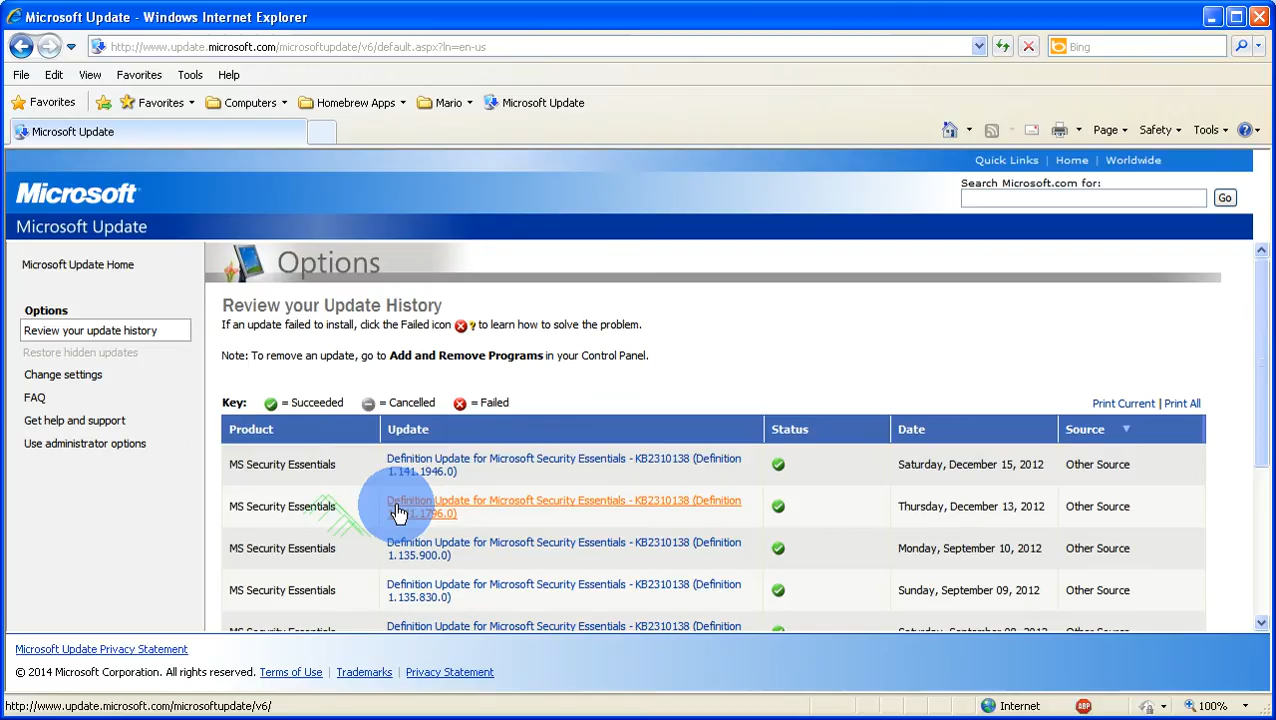 Microsoft Update - Windows Internet Explorer
http://www.update.microsoft.com/microsoftupdate/v6/default.aspx?ln=en-us
Bing
File Edit View Favorites Tools Help
Favorites Favorites Computers Homebrew Apps Mario Microsoft Update
Microsoft Update
Page Safety Tools
Quick Links | Home | Worldwide
Microsoft
Search Microsoft.com for:
Go
Microsoft Update
Microsoft Update Home
Options
Review your update history
Restore hidden updates
Change settings
FAQ
Get help and support
Use administrator options
Options
Review your Update History
If an update failed to install, click the Failed icon ? to learn how to solve the problem.
Note: To remove an update, go to Add and Remove Programs in your Control Panel.
Key: = Succeeded = Cancelled = Failed
Print Current | Print All
Product Update Status Date Source
MS Security Essentials Definition Update for Microsoft Security Essentials - KB2310138 (Definition Saturday, December 15, 2012 Other Source
1.141.1946.0)
MS Security Essentials Definition Update for Microsoft Security Essentials - KB2310138 (Definition Thursday, December 13, 2012 Other Source
.1796.0)
MS Security Essentials Definition Update for Microsoft Security Essentials - KB2310138 (Definition Monday, September 10, 2012 Other Source
1.135.900.0)
MS Security Essentials Definition Update for Microsoft Security Essentials - KB2310138 (Definition Sunday, September 09, 2012 Other Source
1.135.830.0)
MS Security Essentials Definition Update for Microsoft Security Essentials - KB2310138 (Definition Saturday, September 08, 2012 Other Source
Microsoft Update Privacy Statement
© 2014 Microsoft Corporation. All rights reserved. Terms of Use | Trademarks | Privacy Statement
http://www.update.microsoft.com/microsoftupdate/v6/
Internet ABP 100%